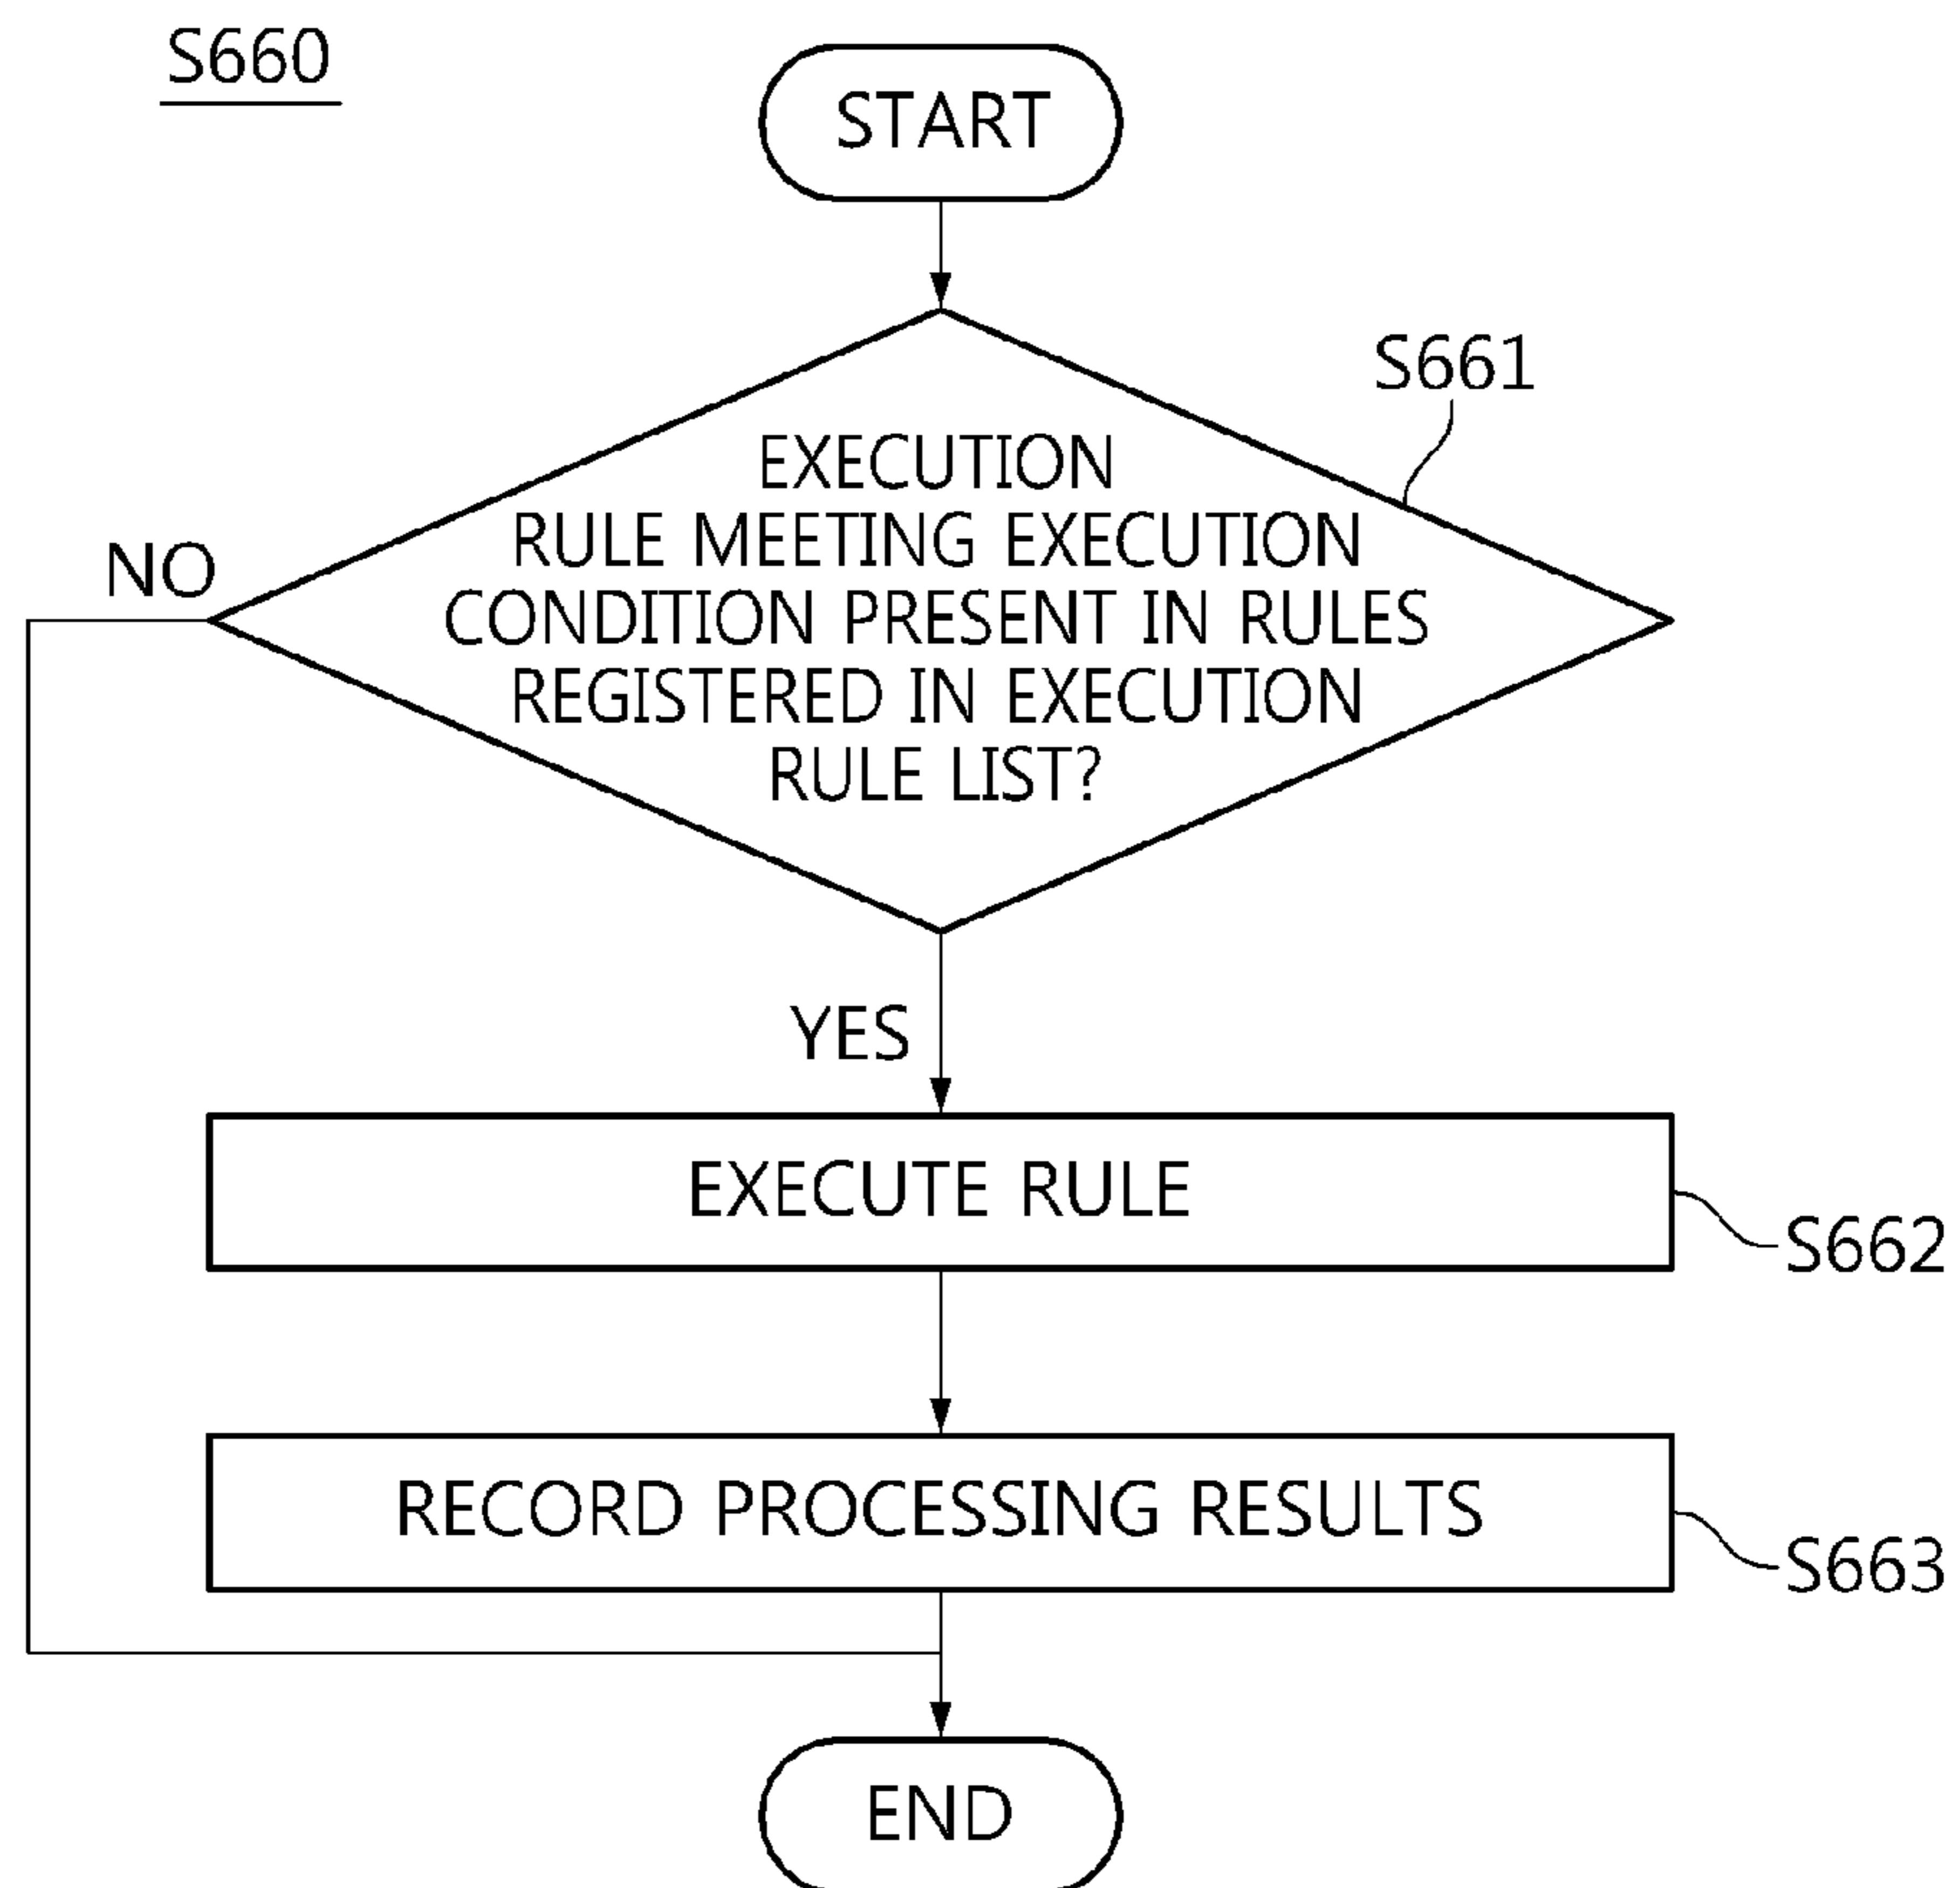 S660
START
S661
EXECUTION
RULE MEETING EXECUTION
CONDITION PRESENT IN RULES
REGISTERED IN EXECUTION
RULE LIST?
NO
YES
EXECUTE RULE
S662
RECORD PROCESSING RESULTS
S663
END